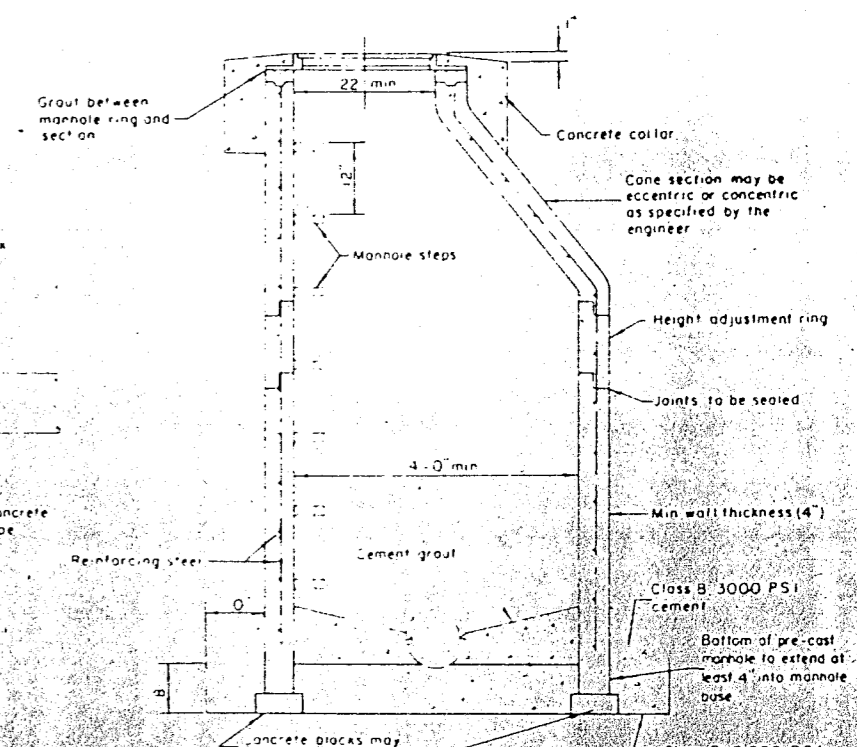 1"
22" min
Grout between
manhole ring and
section
Concrete collar
12"
Cone section may be
eccentric or concentric
as specified by the
engineer
Manhole steps
Height adjustment ring
Joints to be sealed
4'-0" min
Min wall thickness (4")
Reinforcing steel
Cement grout
Class B 3000 PSI
cement
Bottom of pre-cast
manhole to extend at
least 4" into manhole
base
8
Concrete blocks may